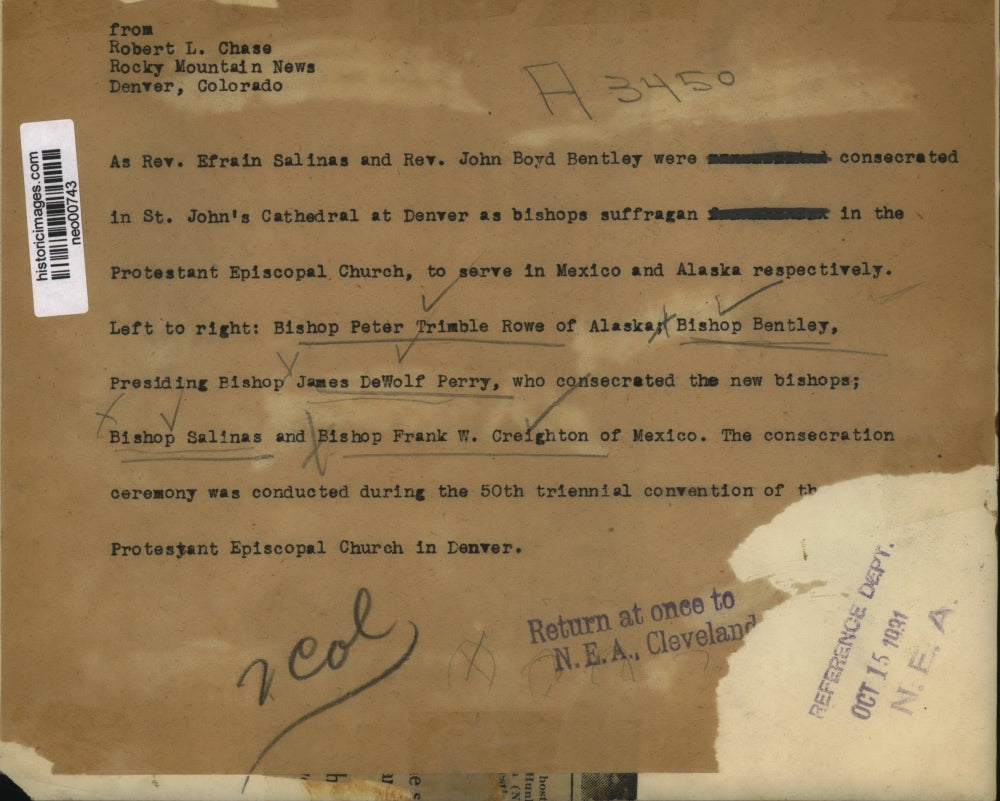 from
Robert L. Chase
Rocky Mountain News
Denver, Colorado
A 3450
historicimages.com
neo00743
As Rev. Efrain Salinas and Rev. John Boyd Bentley were consecrated
in St. John's Cathedral at Denver as bishops suffragan in the
Protestant Episcopal Church, to serve in Mexico and Alaska respectively.
Left to right: Bishop Peter Trimble Rowe of Alaska; Bishop Bentley,
Presiding Bishop James DeWolf Perry, who consecrated the new bishops;
Bishop Salinas and Bishop Frank W. Creighton of Mexico. The consecration
ceremony was conducted during the 50th triennial convention of th
Protestant Episcopal Church in Denver.
2 Col
Return at once to
N.E.A., Cleveland
REFERENCE DEPT.
OCT 15 1931
N. E. A.